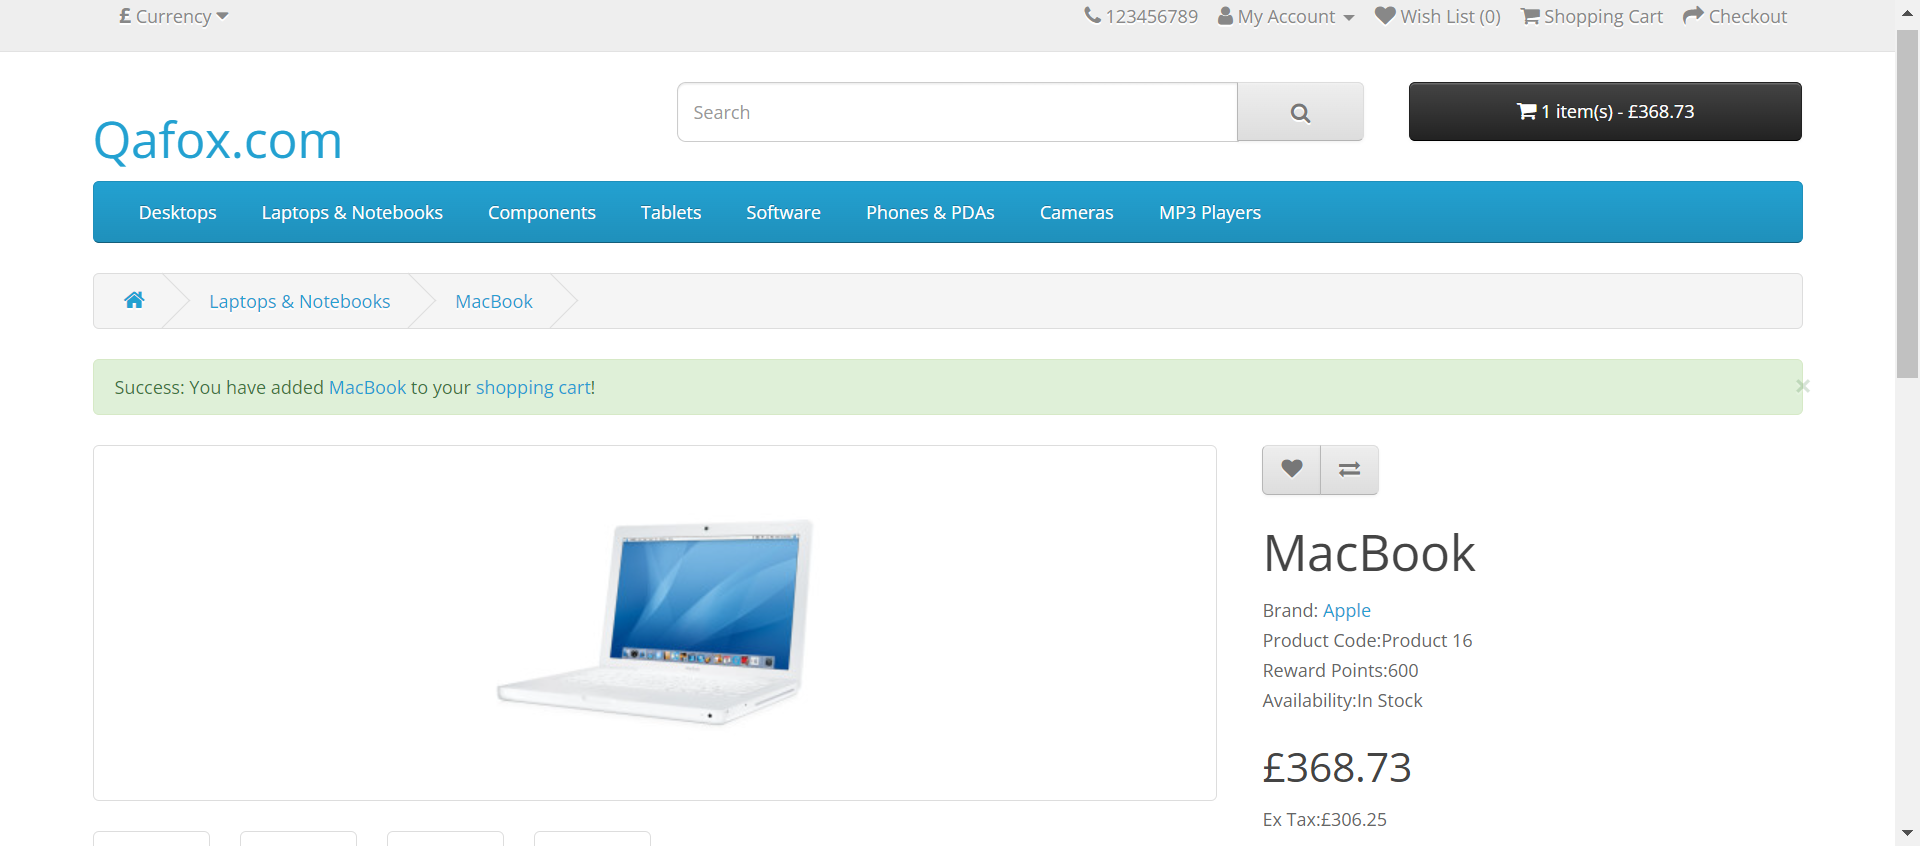 £ Currency
123456789 My Account Wish List (0) Shopping Cart Checkout
Search
1 item(s) - £368.73
Qafox.com
Desktops Laptops & Notebooks Components Tablets Software Phones & PDAs Cameras MP3 Players
Laptops & Notebooks MacBook
Success: You have added MacBook to your shopping cart!
×
MacBook
Brand: Apple
Product Code:Product 16
Reward Points:600
Availability:In Stock
£368.73
Ex Tax:£306.25